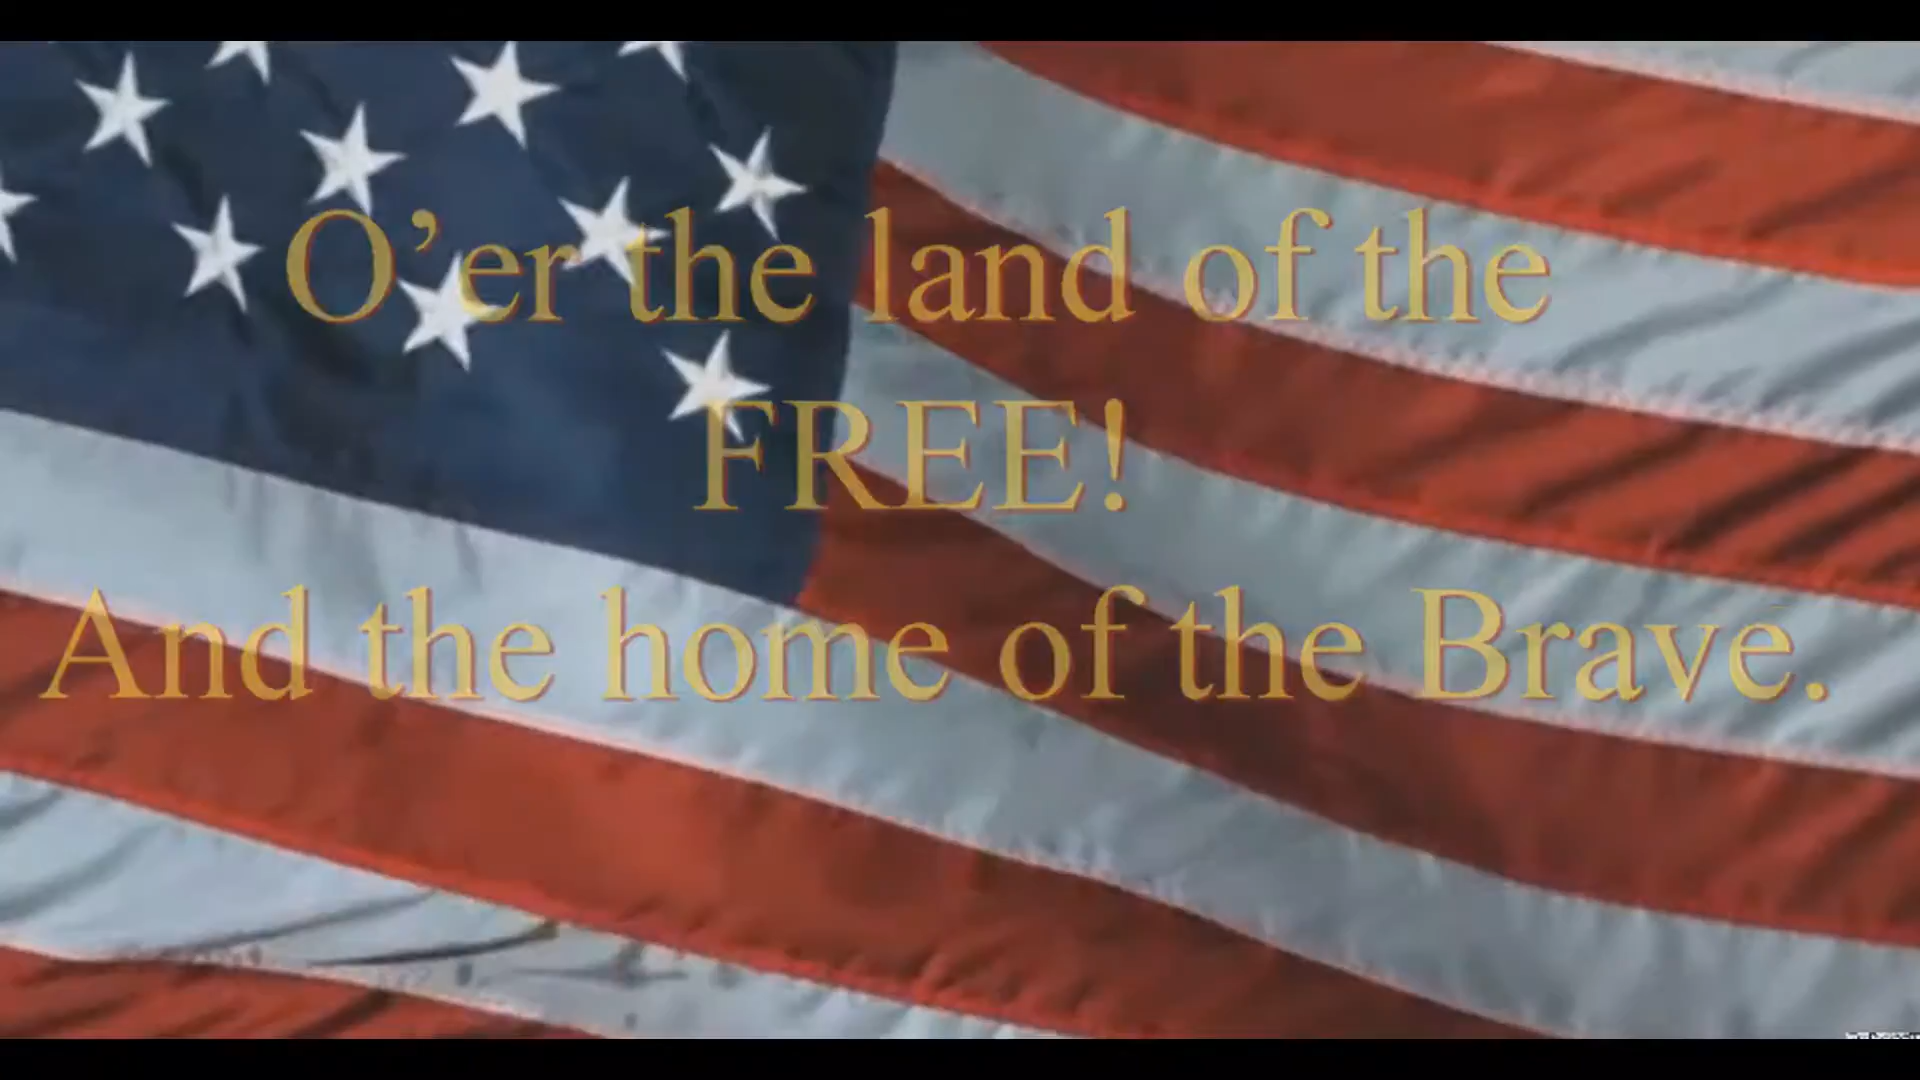 O’er the land of the
FREE!
And the home of the Brave.